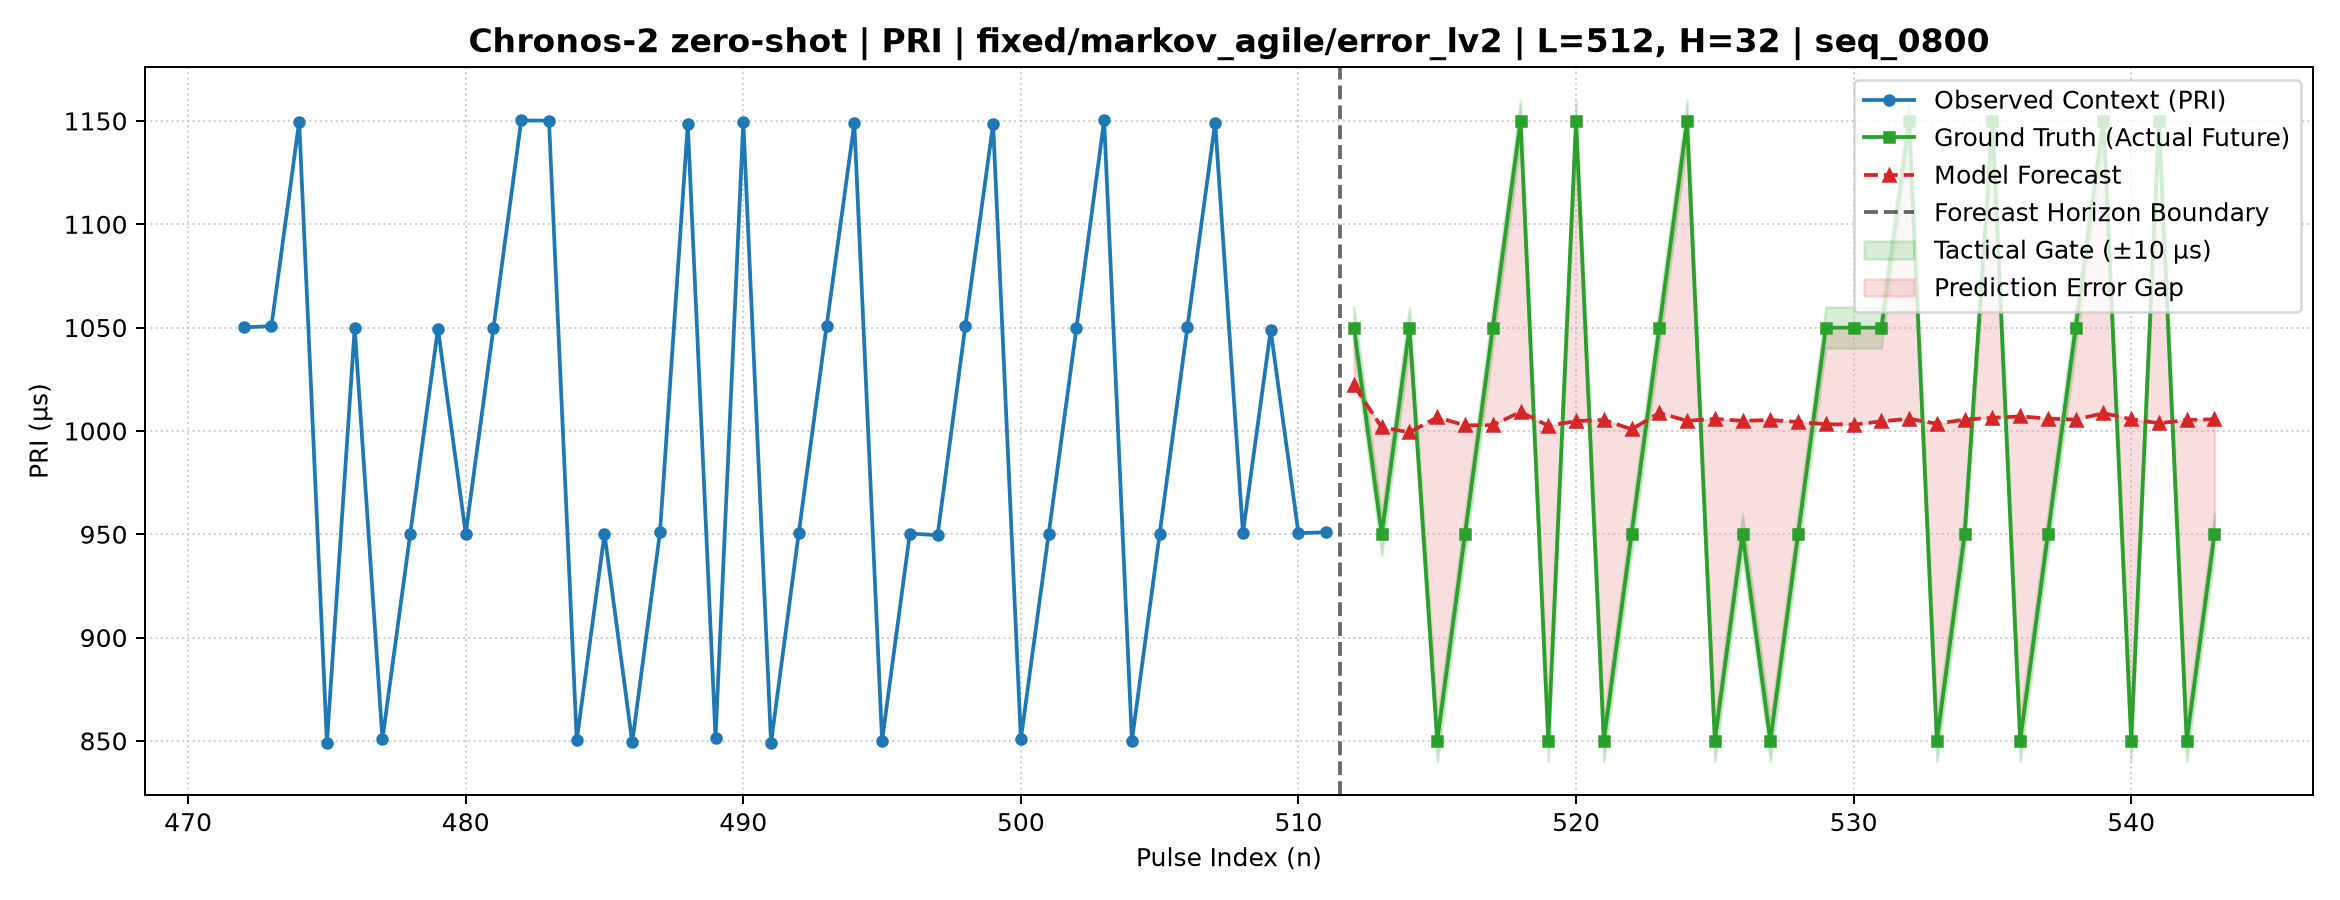 Chronos-2 zero-shot | PRI | fixed/markov_agile/error_lv2 | L=512, H=32 | seq_0800
Observed Context (PRI)
Ground Truth (Actual Future)
Model Forecast
Forecast Horizon Boundary
Tactical Gate (±10 μs)
Prediction Error Gap
PRI (μs)
1150
1100
1050
1000
950
900
850
470 480 490 500 510 520 530 540
Pulse Index (n)